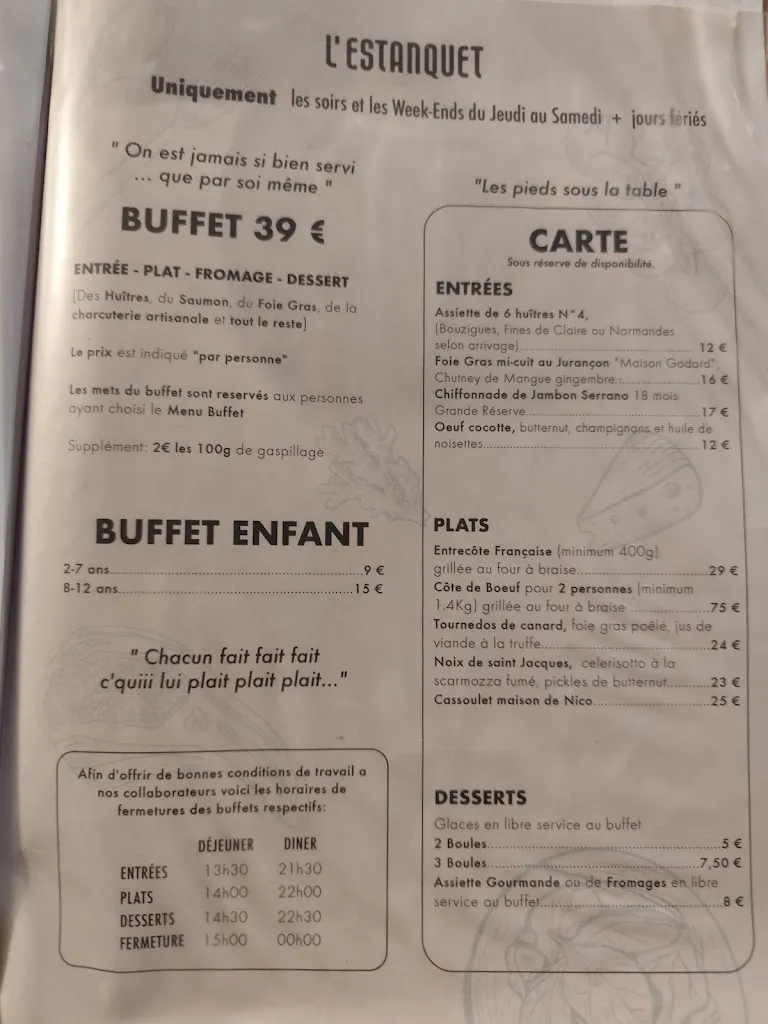 L'ESTANQUET
Uniquement les soirs et les Week-Ends du Jeudi au Samedi + jours fériés
" On est jamais si bien servi
... que par soi même "
BUFFET 39 €
ENTRÉE - PLAT - FROMAGE - DESSERT
[Des Huîtres, du Saumon, du Foie Gras, de la
charcuterie artisanale et tout le reste]
Le prix est indiqué "par personne"
Les mets du buffet sont reservés aux personnes
ayant choisi le Menu Buffet
Supplément: 2€ les 100g de gaspillage
BUFFET ENFANT
2-7 ans.......................................................9 €
8-12 ans....................................................15 €
" Chacun fait fait fait
c'quiii lui plait plait plait..."
Afin d'offrir de bonnes conditions de travail a
nos collaborateurs voici les horaires de
fermetures des buffets respectifs:
DÉJEUNER DINER
ENTRÉES 13h30 21h30
PLATS 14h00 22h00
DESSERTS 14h30 22h30
FERMETURE 15h00 00h00
"Les pieds sous la table "
CARTE
Sous réserve de disponibilité.
ENTRÉES
Assiette de 6 huîtres N°4,
(Bouzigues, Fines de Claire ou Normandes
selon arrivage)............................................ 12 €
Foie Gras mi-cuit au Jurançon "Maison Godard",
Chutney de Mangue gingembre.......................16 €
Chiffonnade de Jambon Serrano 18 mois
Grande Réserve............................................17 €
Oeuf cocotte, butternut, champignons et huile de
noisettes.....................................................12 €
PLATS
Entrecôte Française (minimum 400g)
grillée au four à braise.................................29 €
Côte de Boeuf pour 2 personnes (minimum
1.4Kg) grillée au four à braise .......................75 €
Tournedos de canard, foie gras poêlé, jus de
viande à la truffe..........................................24 €
Noix de saint Jacques, celerisotto à la
scarmozza fumé, pickles de butternut...........23 €
Cassoulet maison de Nico.............................25 €
DESSERTS
Glaces en libre service au buffet
2 Boules.......................................................5 €
3 Boules...................................................7,50 €
Assiette Gourmande ou de Fromages en libre
service au buffet...........................................8 €